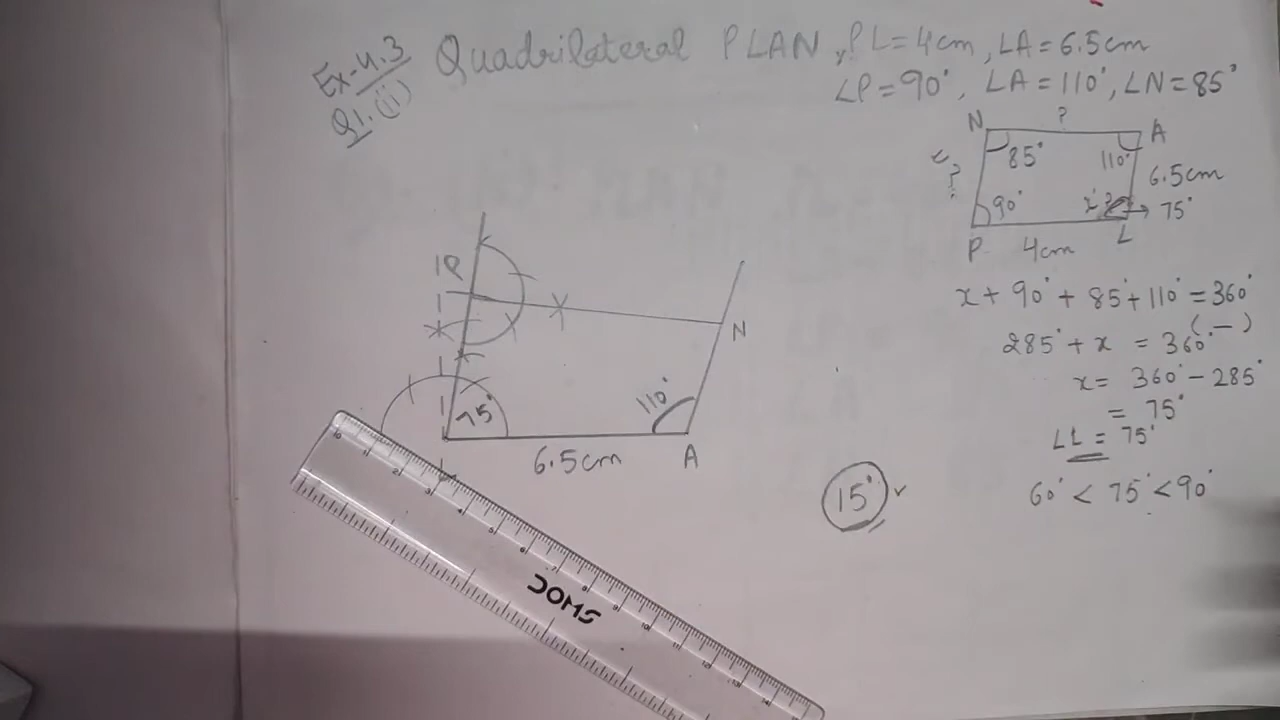 Ex-4.3
Q1.(ii)
Quadrilateral PLAN, PL=4cm, LA=6.5cm
∠P=90°, ∠A=110°, ∠N=85°
N ? A
85° 110°
? 6.5cm
90° x? → 75°
P 4cm L
x + 90° + 85° + 110° = 360°
(-)
285° + x = 360°
x = 360° - 285°
= 75°
∠L = 75°
60° < 75° < 90°
15°
P
N
75° 110°
6.5cm A
DOMS